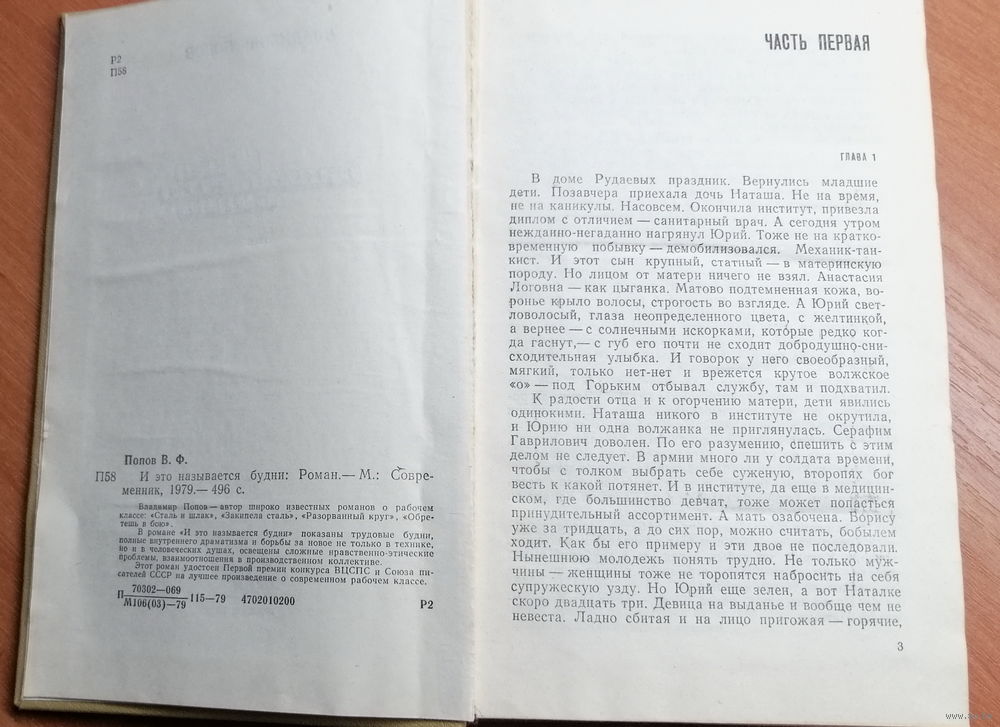 Р2
П58
Попов В. Ф.
П58 И это называется будни: Роман.— М.: Совре-
менник, 1979.— 496 с.
Владимир Попов — автор широко известных романов о рабочем
классе: «Сталь и шлак», «Закипела сталь», «Разорванный круг», «Обре-
тешь в бою».
В романе «И это называется будни» показаны трудовые будни,
полные внутреннего драматизма и борьбы за новое не только в технике,
но и в человеческих душах, освещены сложные нравственно-этические
проблемы, взаимоотношения в производственном коллективе.
Этот роман удостоен Первой премии конкурса ВЦСПС и Союза пи-
сателей СССР на лучшее произведение о современном рабочем классе.
П 70302—069
М106(03)—79 115—79 4702010200
Р2
ЧАСТЬ ПЕРВАЯ
ГЛАВА 1
В доме Рудаевых праздник. Вернулись младшие
дети. Позавчера приехала дочь Наташа. Не на время,
не на каникулы. Насовсем. Окончила институт, привезла
диплом с отличием — санитарный врач. А сегодня утром
нежданно-негаданно нагрянул Юрий. Тоже не на кратко-
временную побывку — демобилизовался. Механик-тан-
кист. И этот сын крупный, статный — в материнскую
породу. Но лицом от матери ничего не взял. Анастасия
Логовна — как цыганка. Матово подтемненная кожа, во-
ронье крыло волосы, строгость во взгляде. А Юрий свет-
ловолосый, глаза неопределенного цвета, с желтинкой,
а вернее — с солнечными искорками, которые редко ког-
да гаснут,— с губ его почти не сходит добродушно-сни-
сходительная улыбка. И говорок у него своеобразный,
мягкий, только нет-нет и врежется крутое волжское
«о» — под Горьким отбывал службу, там и подхватил.
К радости отца и к огорчению матери, дети явились
одинокими. Наташа никого в институте не окрутила,
и Юрию ни одна волжанка не приглянулась. Серафим
Гаврилович доволен. По его разумению, спешить с этим
делом не следует. В армии много ли у солдата времени,
чтобы с толком выбрать себе суженую, второпях бог
весть к какой потянет. И в институте, да еще в медицин-
ском, где большинство девчат, тоже может попасться
принудительный ассортимент. А мать озабочена. Борису
уже за тридцать, а до сих пор, можно считать, бобылем
ходит. Как бы его примеру и эти двое не последовали.
Нынешнюю молодежь понять трудно. Не только муж-
чины — женщины тоже не торопятся набросить на себя
супружескую узду. Но Юрий еще зелен, а вот Наталке
скоро двадцать три. Девица на выданье и вообще чем не
невеста. Ладно сбитая и на лицо пригожая — горячие,
3